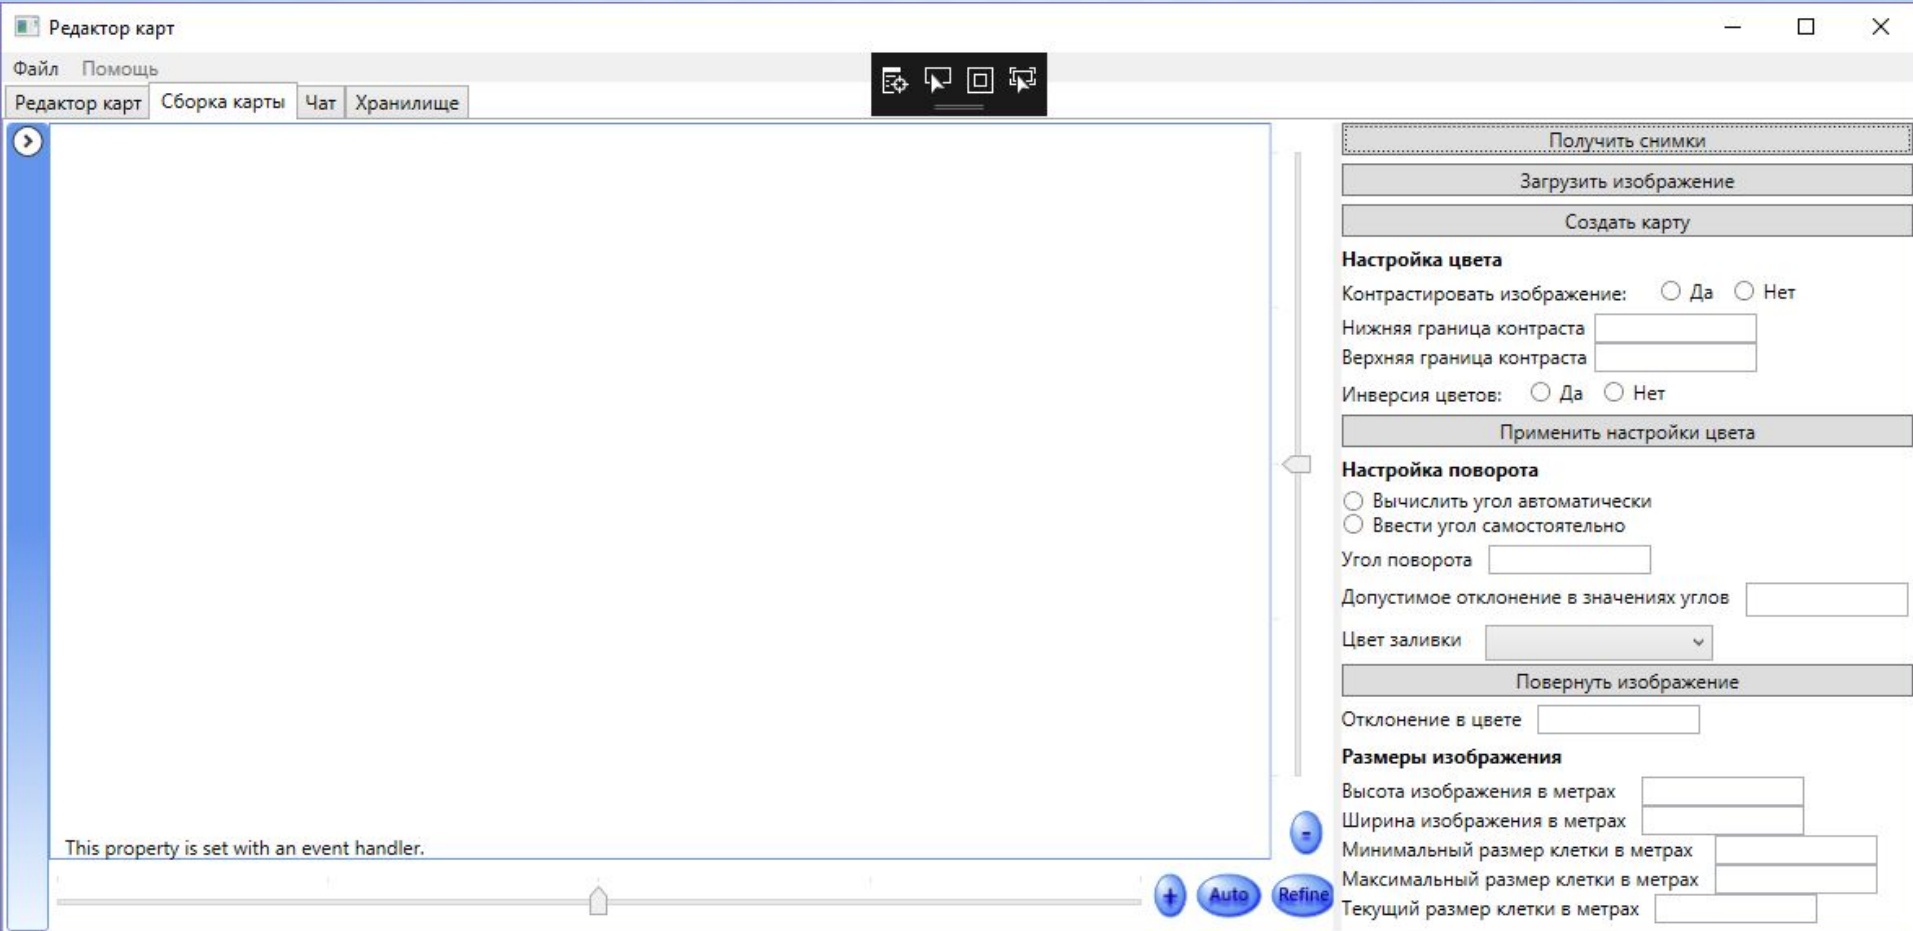 Редактор карт
Файл Помощь
Редактор карт Сборка карты Чат Хранилище
Получить снимки
Загрузить изображение
Создать карту
Настройка цвета
Контрастировать изображение: Да Нет
Нижняя граница контраста
Верхняя граница контраста
Инверсия цветов: Да Нет
Применить настройки цвета
Настройка поворота
Вычислить угол автоматически
Ввести угол самостоятельно
Угол поворота
Допустимое отклонение в значениях углов
Цвет заливки
Повернуть изображение
Отклонение в цвете
Размеры изображения
Высота изображения в метрах
Ширина изображения в метрах
Минимальный размер клетки в метрах
Максимальный размер клетки в метрах
Текущий размер клетки в метрах
This property is set with an event handler.
=
+ Auto Refine